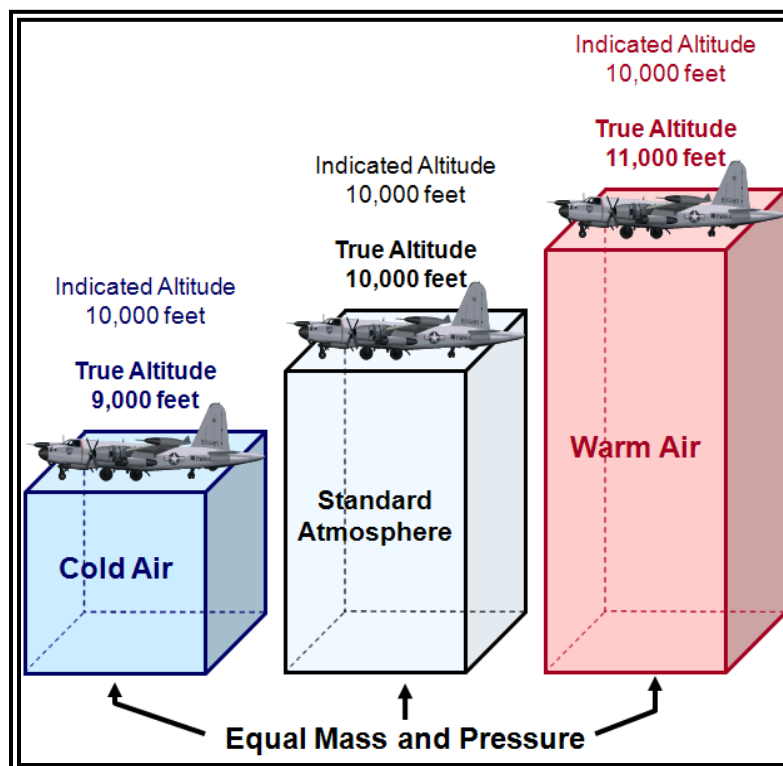 Indicated Altitude
10,000 feet
True Altitude
9,000 feet
Cold Air
Indicated Altitude
10,000 feet
True Altitude
10,000 feet
Standard
Atmosphere
Indicated Altitude
10,000 feet
True Altitude
11,000 feet
Warm Air
Equal Mass and Pressure